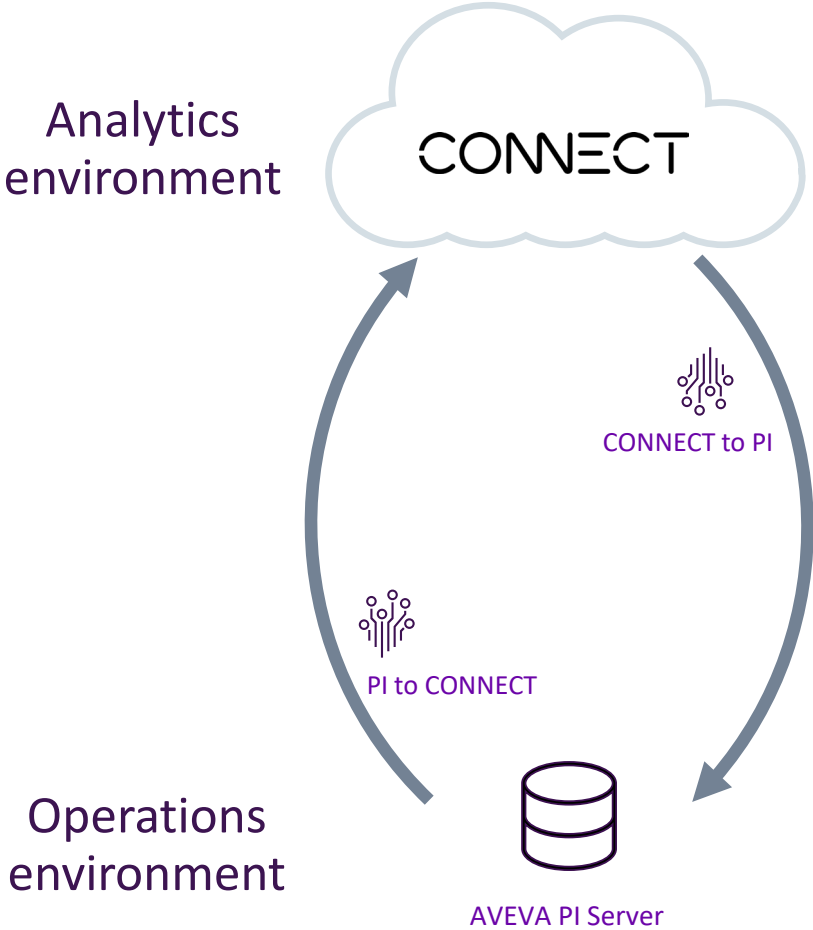 Analytics
environment
CONNECT
CONNECT to PI
PI to CONNECT
Operations
environment
AVEVA PI Server